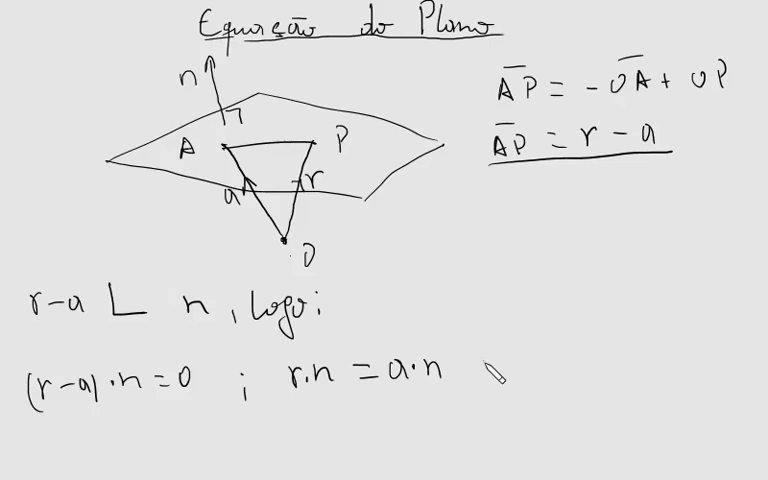 Equação do Plano
n
A
P
a
r
O
AP = - OA + OP
AP = r - a
r-a ∟ n , logo;
(r-a)·n=0 ; r·n = a·n